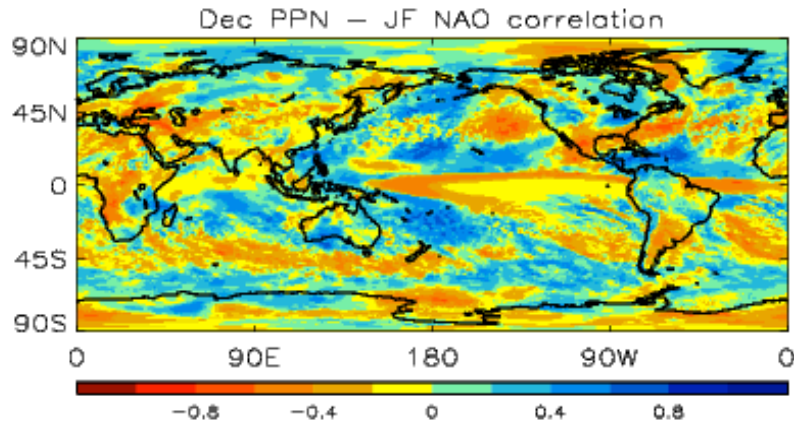 Dec PPN – JF NAO correlation
90N
45N
0
45S
90S
0 90E 180 90W 0
−0.8 −0.4 0 0.4 0.8